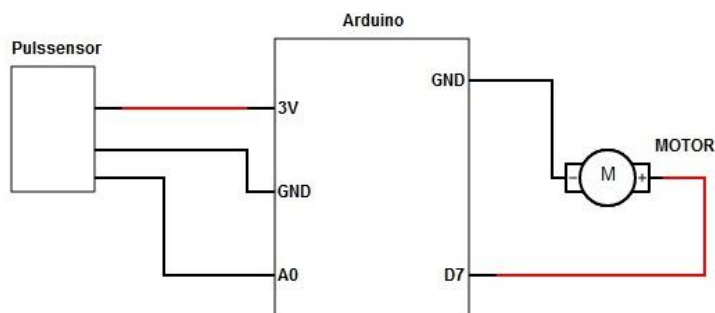 Arduino
Pulssensor
3V
GND
A0
GND
D7
MOTOR
- M +